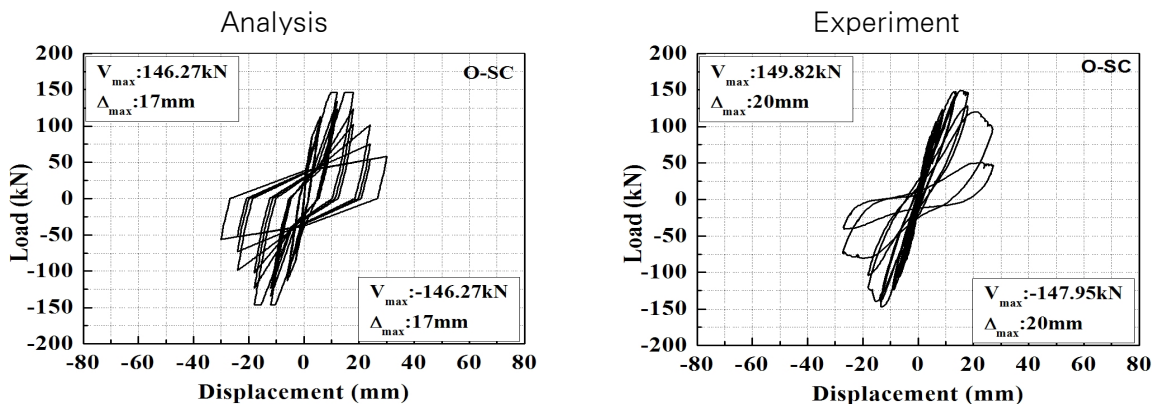 Analysis
200
150
100
50
0
-50
-100
-150
-200
Load (kN)
V max:146.27kN
Δ max:17mm
O-SC
V max:-146.27kN
Δ max:17mm
-80 -60 -40 -20 0 20 40 60 80
Displacement (mm)
Experiment
200
150
100
50
0
-50
-100
-150
-200
Load (kN)
V max:149.82kN
Δ max:20mm
O-SC
V max:-147.95kN
Δ max:20mm
-80 -60 -40 -20 0 20 40 60 80
Displacement (mm)